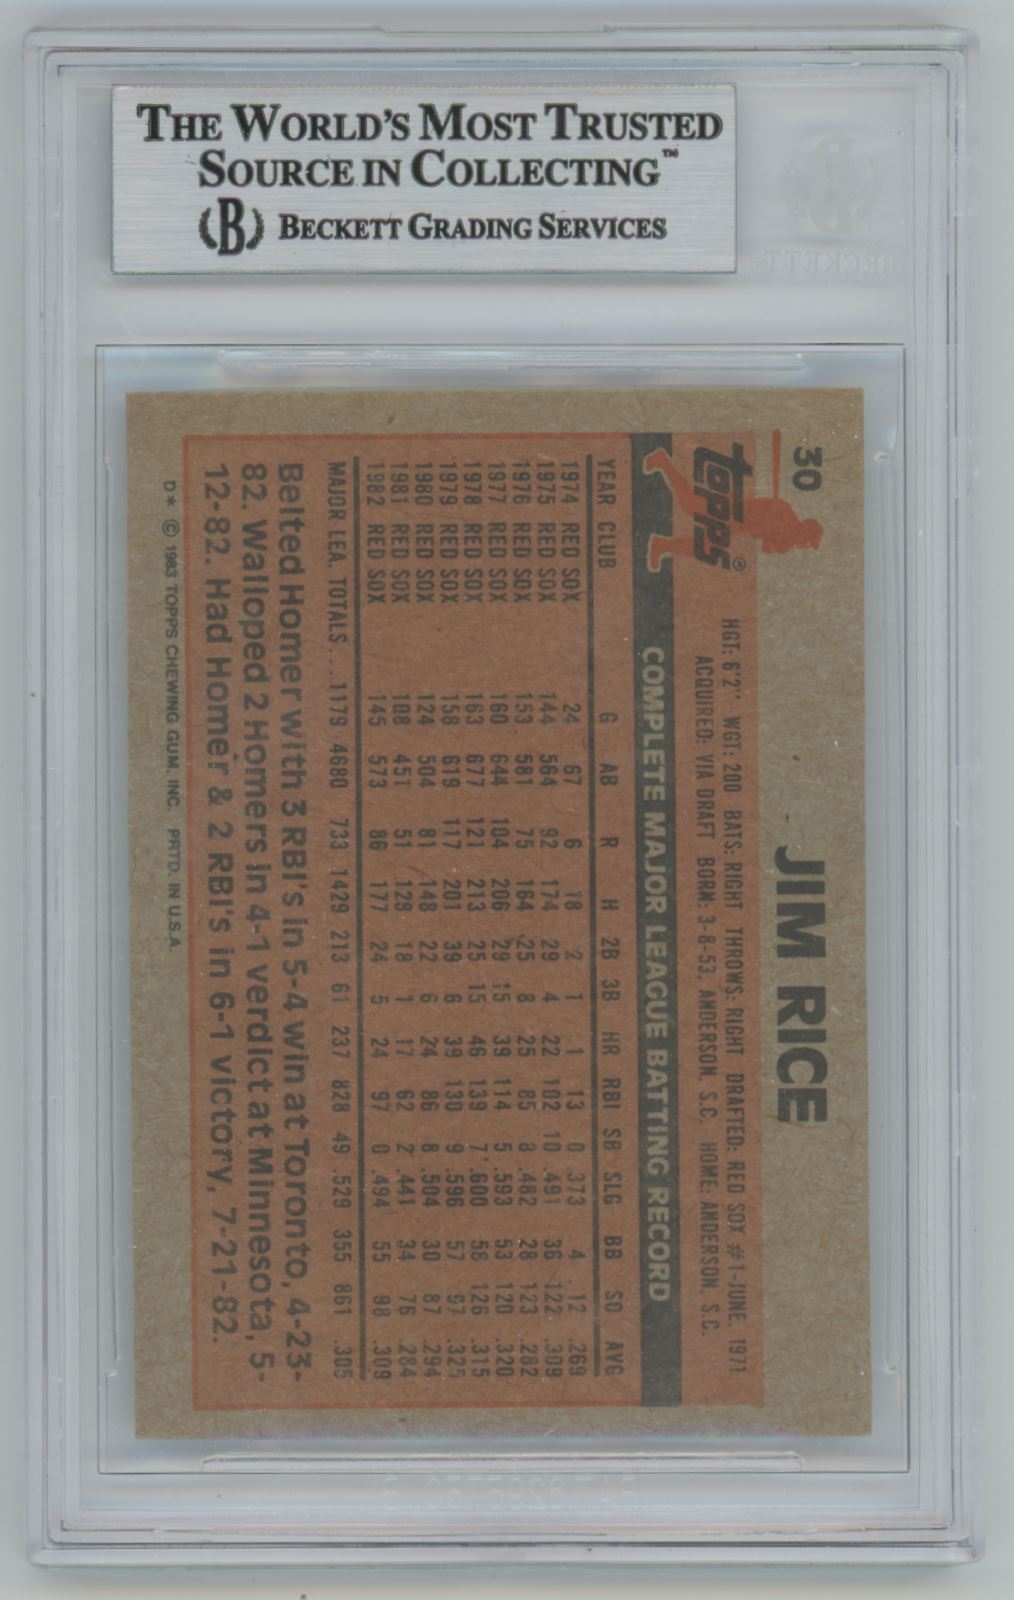 THE WORLD'S MOST TRUSTED
SOURCE IN COLLECTING™
B BECKETT GRADING SERVICES
BECKETT®
30
JIM RICE
Topps®
HGT: 6'2" WGT: 200 BATS: RIGHT THROWS: RIGHT DRAFTED: RED SOX #1-JUNE, 1971
ACQUIRED: VIA DRAFT BORN: 3-8-53, ANDERSON, S.C. HOME: ANDERSON, S.C.
COMPLETE MAJOR LEAGUE BATTING RECORD
YEAR CLUB G AB R H 2B 3B HR RBI SB SLG BB SO AVG
1974 RED SOX 24 67 6 18 2 1 1 13 0 .373 4 12 .269
1975 RED SOX 144 564 92 174 29 4 22 102 10 .491 36 122 .309
1976 RED SOX 153 581 75 164 25 8 25 85 8 .482 28 123 .282
1977 RED SOX 160 644 104 206 29 15 39 114 5 .593 53 120 .320
1978 RED SOX 163 677 121 213 25 15 46 139 7 .600 58 126 .315
1979 RED SOX 158 619 117 201 39 6 39 130 9 .596 57 97 .325
1980 RED SOX 124 504 81 148 22 6 24 86 8 .504 30 87 .294
1981 RED SOX 108 451 51 128 18 1 17 62 2 .441 34 76 .284
1982 RED SOX 145 573 86 177 24 5 24 97 0 .494 55 98 .309
MAJOR LEA. TOTALS... 1179 4680 733 1429 213 61 237 828 49 .529 355 861 .305
Belted Homer with 3 RBI's in 5-4 win at Toronto, 4-23-
82. Walloped 2 Homers in 4-1 verdict at Minnesota, 5-
12-82. Had Homer & 2 RBI's in 6-1 victory, 7-21-82.
D* © 1983 TOPPS CHEWING GUM, INC. PRTD. IN U.S.A.